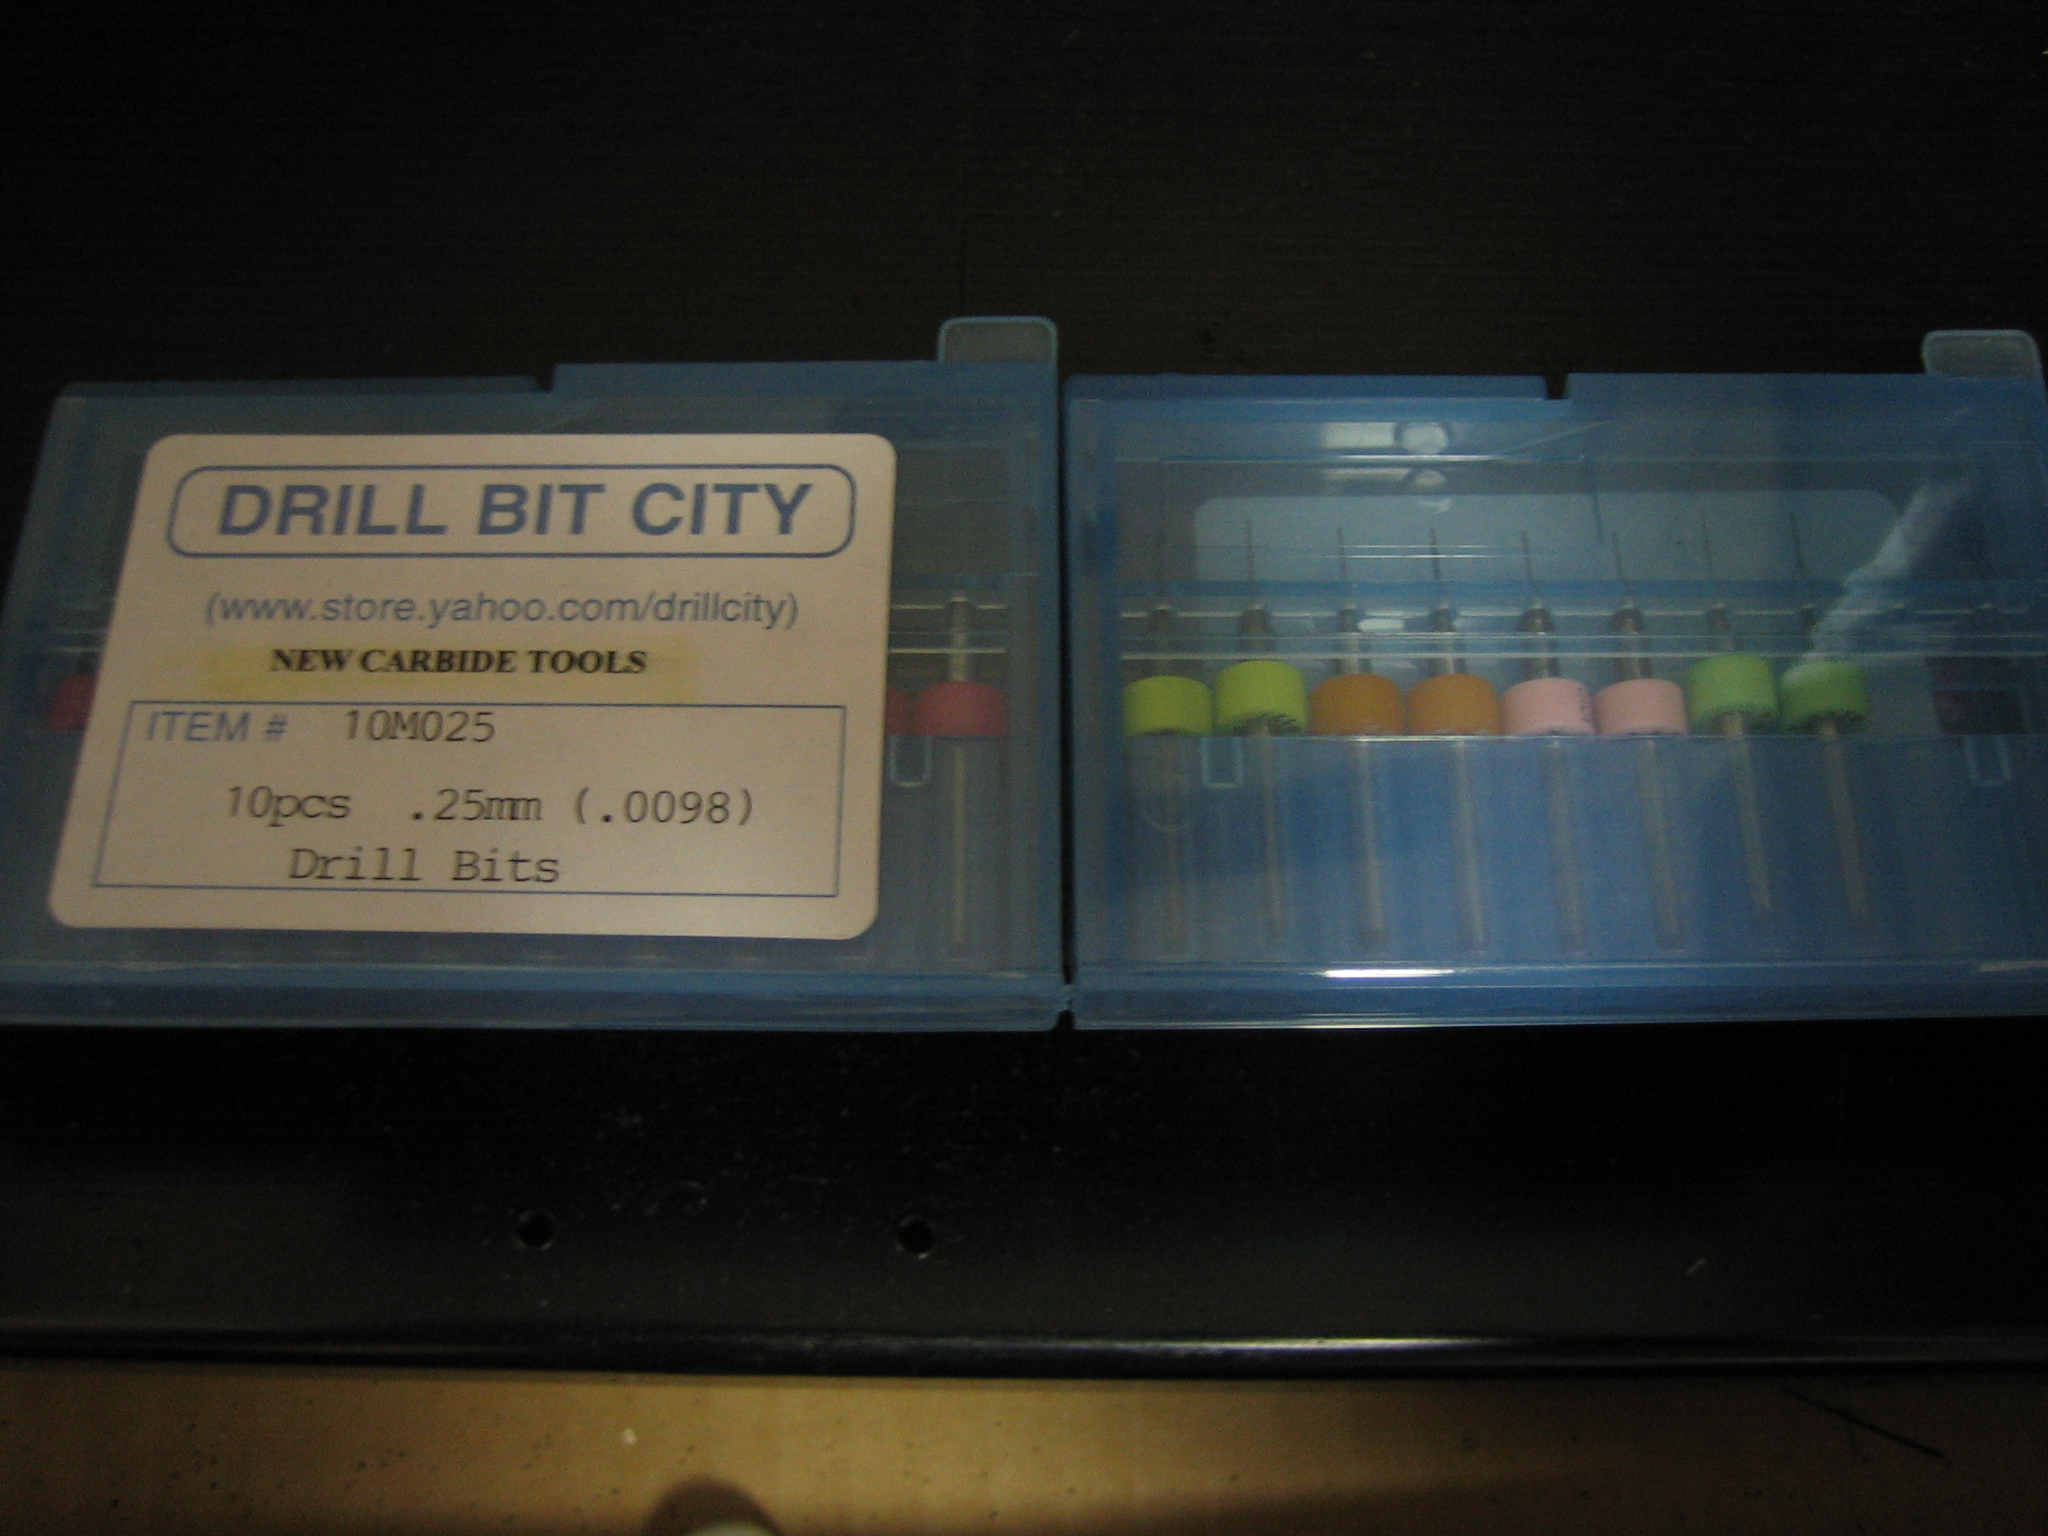 DRILL BIT CITY
(www.store.yahoo.com/drillcity)
NEW CARBIDE TOOLS
ITEM # 10M025
10pcs .25mm (.0098)
Drill Bits